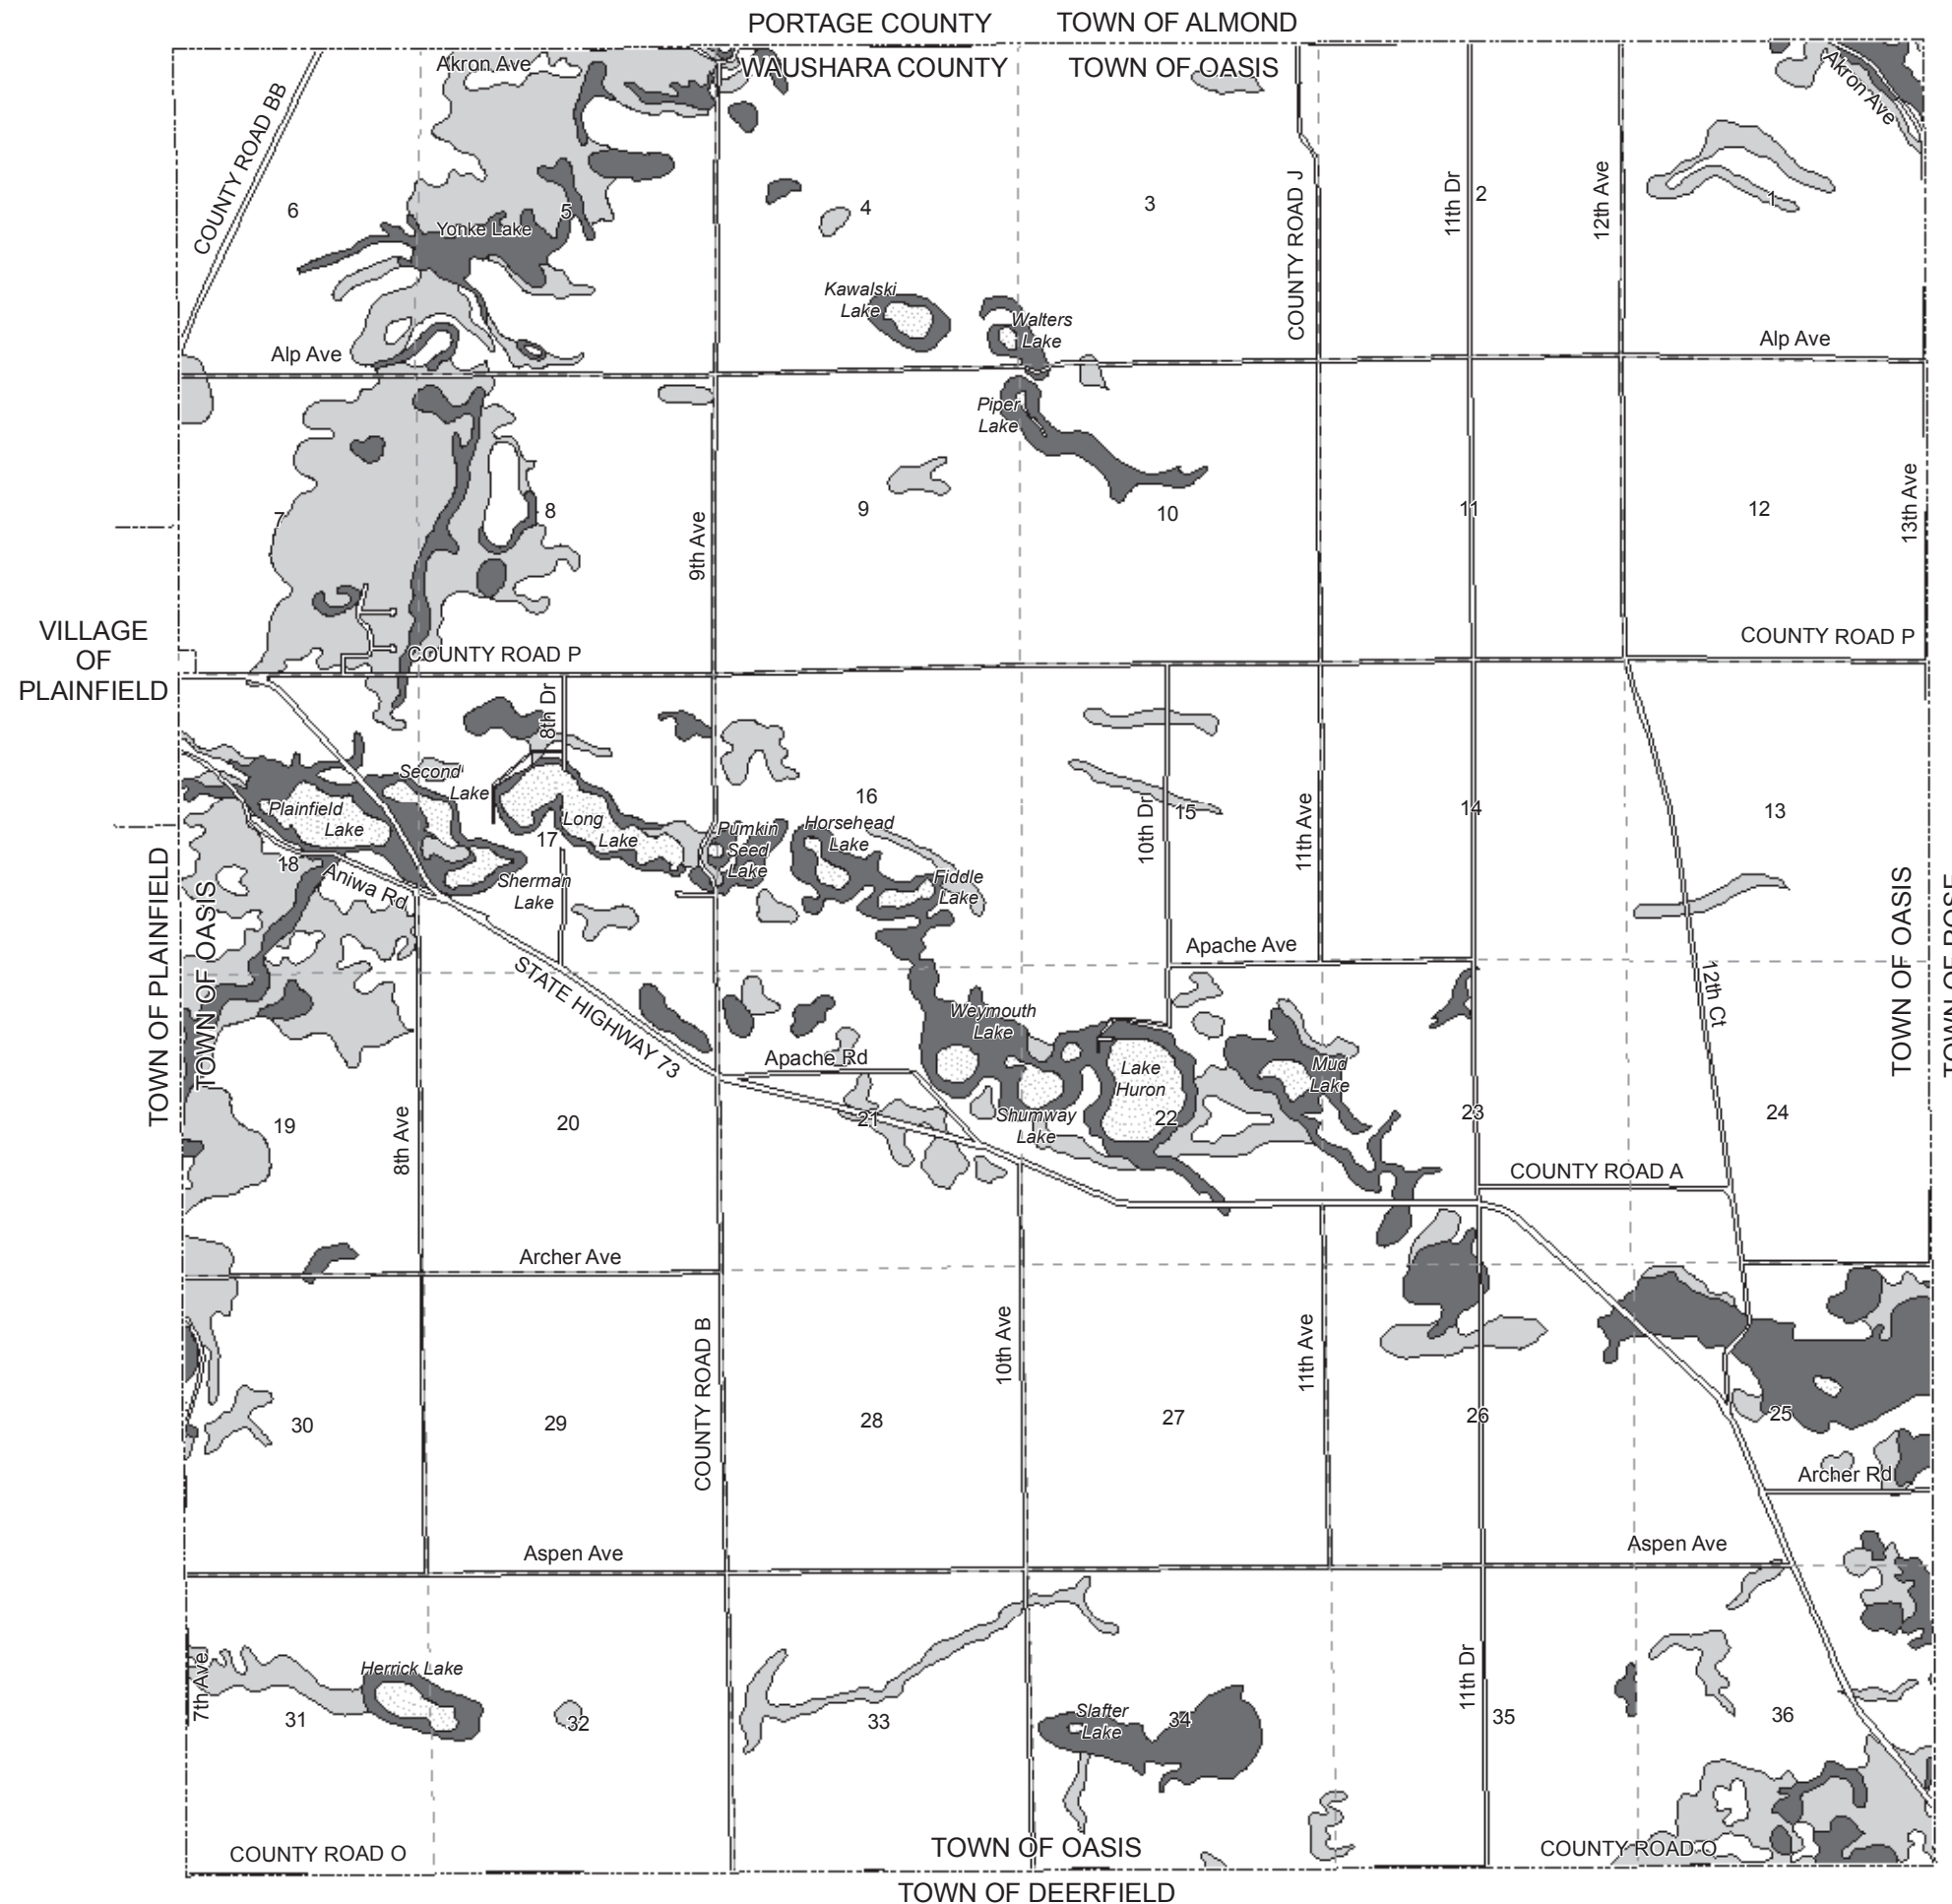 PORTAGE COUNTY
TOWN OF ALMOND
WAUSHARA COUNTY
TOWN OF OASIS
Akron Ave
Akron Ave
COUNTY ROAD BB
6
5
4
3
2
1
Yonke Lake
COUNTY ROAD J
11th Dr
12th Ave
Kawalski
Lake
Walters
Lake
Alp Ave
Alp Ave
Piper
Lake
7
8
9
10
11
12
9th Ave
13th Ave
VILLAGE
OF
PLAINFIELD
COUNTY ROAD P
COUNTY ROAD P
8th Dr
Second
Lake
Plainfield
Lake
Long
Lake
17
18
Aniwa Rd
Sherman
Lake
Pumkin
Seed
Lake
16
Horsehead
Lake
Fiddle
Lake
10th Dr
15
11th Ave
14
13
TOWN OF PLAINFIELD
TOWN OF OASIS
STATE HIGHWAY 73
Apache Ave
12th Ct
TOWN OF OASIS
Weymouth
Lake
Apache Rd
Lake
Huron
Mud
Lake
Shumway
Lake
19
8th Ave
20
21
22
23
24
COUNTY ROAD A
Archer Ave
COUNTY ROAD B
10th Ave
11th Ave
30
29
28
27
26
25
Archer Rd
Aspen Ave
Aspen Ave
7th Ave
Herrick Lake
31
32
33
Slafter
Lake
34
11th Dr
35
36
COUNTY ROAD O
TOWN OF OASIS
COUNTY ROAD O
TOWN OF DEERFIELD